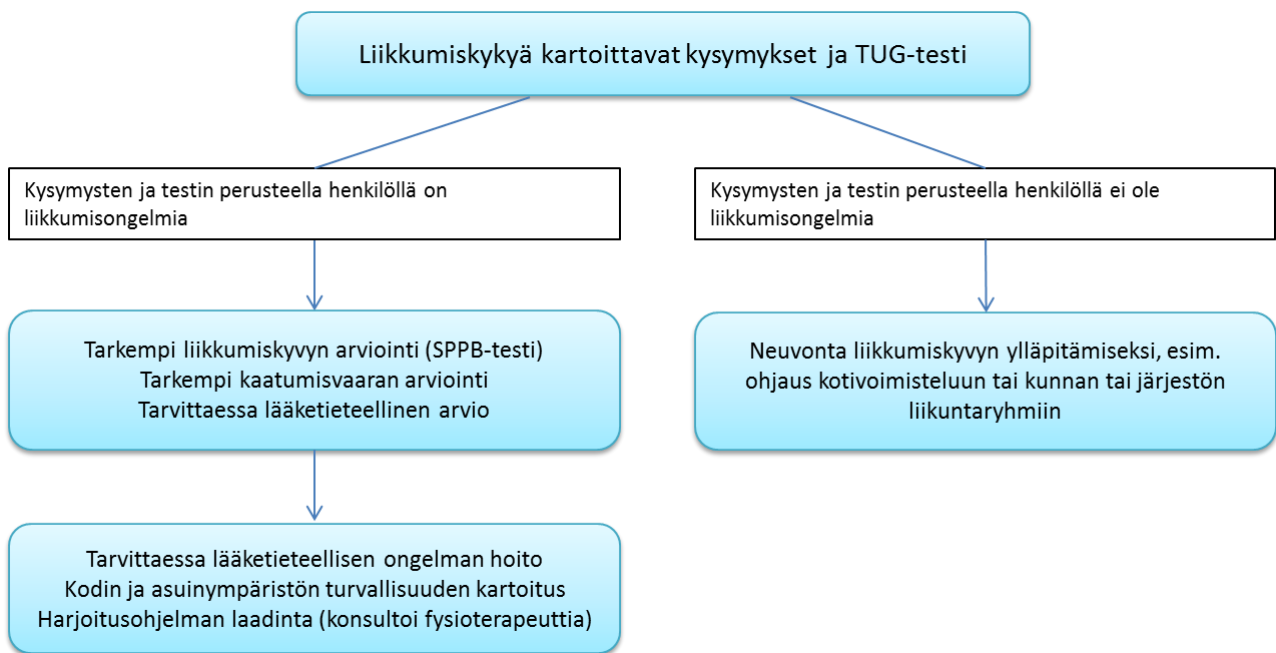 Liikkumiskykyä kartoittavat kysymykset ja TUG-testi
Kysymysten ja testin perusteella henkilöllä on
liikkumisongelmia
Kysymysten ja testin perusteella henkilöllä ei ole
liikkumisongelmia
Tarkempi liikkumiskyvyn arviointi (SPPB-testi)
Tarkempi kaatumisvaaran arviointi
Tarvittaessa lääketieteellinen arvio
Neuvonta liikkumiskyvyn ylläpitämiseksi, esim.
ohjaus kotivoimisteluun tai kunnan tai järjestön
liikuntaryhmiin
Tarvittaessa lääketieteellisen ongelman hoito
Kodin ja asuinympäristön turvallisuuden kartoitus
Harjoitusohjelman laadinta (konsultoi fysioterapeuttia)